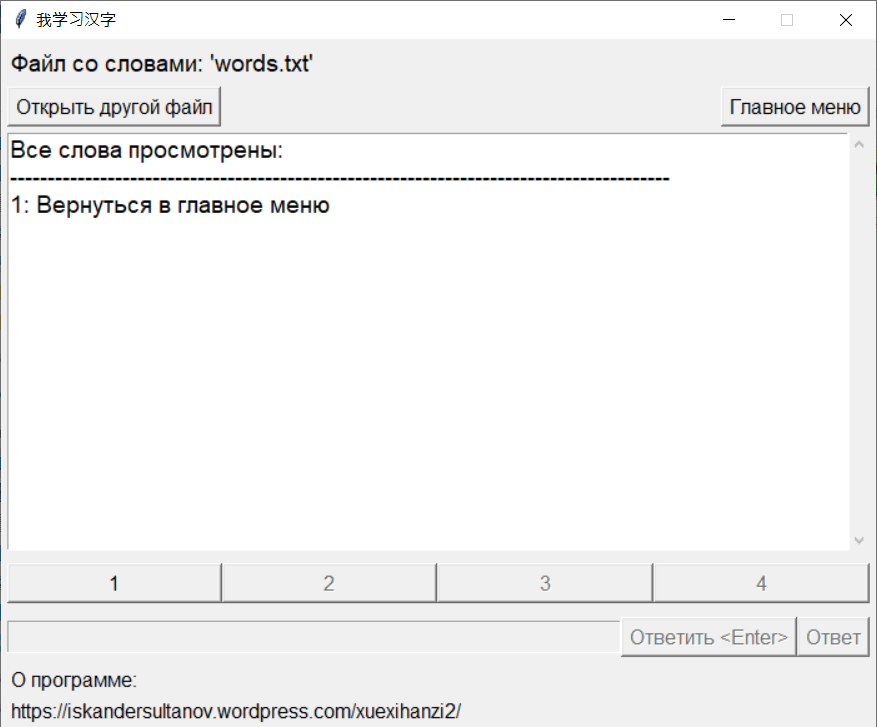 我学习汉字
Файл со словами: 'words.txt'
Открыть другой файл
Главное меню
Все слова просмотрены:
----------------------------------------------------------------------------------------
1: Вернуться в главное меню
1
2
3
4
Ответить <Enter>
Ответ
О программе:
https://iskandersultanov.wordpress.com/xuexihanzi2/